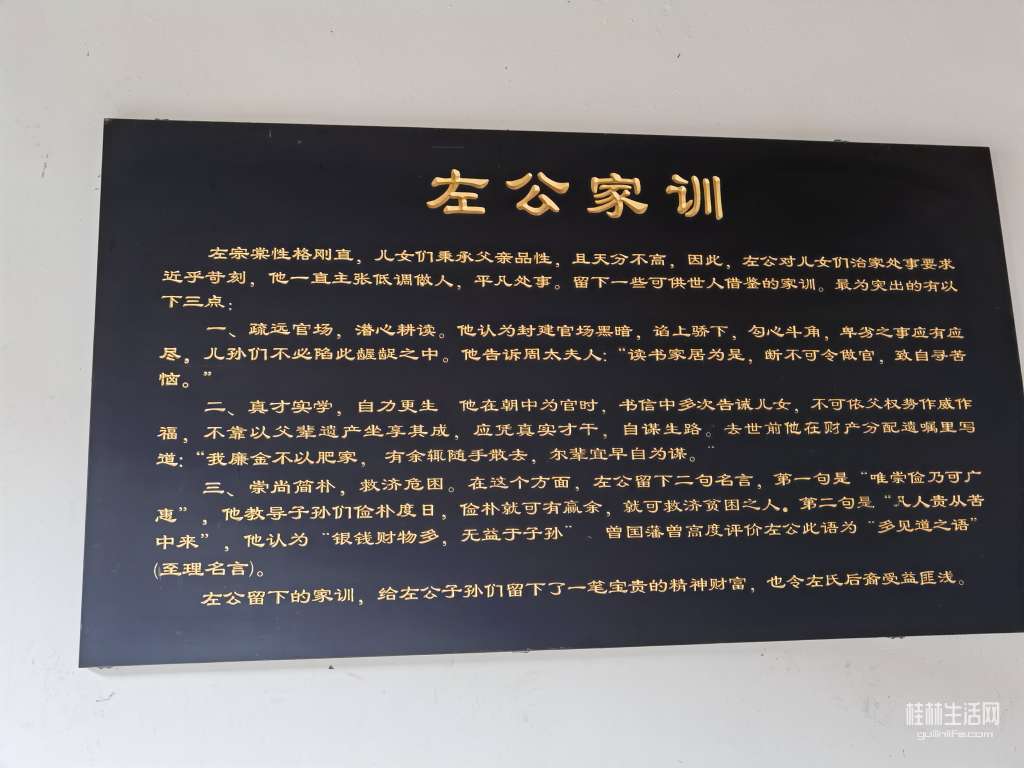 左公家训
左宗棠性格刚直，儿女们秉承父亲品性，且天分不高，因此，左公对儿女们治家处事要求
近乎苛刻，他一直主张低调做人，平凡处事。留下一些可供世人借鉴的家训。最为突出的有以
下三点：
一、疏远官场，潜心耕读。他认为封建官场黑暗，谄上骄下，勾心斗角，卑劣之事应有应
尽，儿孙们不必陷此龌龊之中。他告诉周太夫人：“读书家居为是，断不可令做官，致自寻苦
恼。”
二、真才实学，自力更生 他在朝中为官时，书信中多次告诫儿女，不可依父权势作威作
福，不靠以父辈遗产坐享其成，应凭真实才干，自谋生路。去世前他在财产分配遗嘱里写
道：“我廉金不以肥家， 有余辄随手散去，尔辈宜早自为谋。”
三、崇尚简朴，救济危困。在这个方面，左公留下二句名言，第一句是“唯崇俭乃可广
惠”，他教导子孙们俭朴度日，俭朴就可有赢余，就可救济贫困之人。第二句是“凡人贵从苦
中来”，他认为“银钱财物多，无益于子孙”、曾国藩曾高度评价左公此语为“多见道之语”
(至理名言)。
左公留下的家训，给左公子孙们留下了一笔宝贵的精神财富，也令左氏后裔受益匪浅。
桂林生活网
guilinlife.com